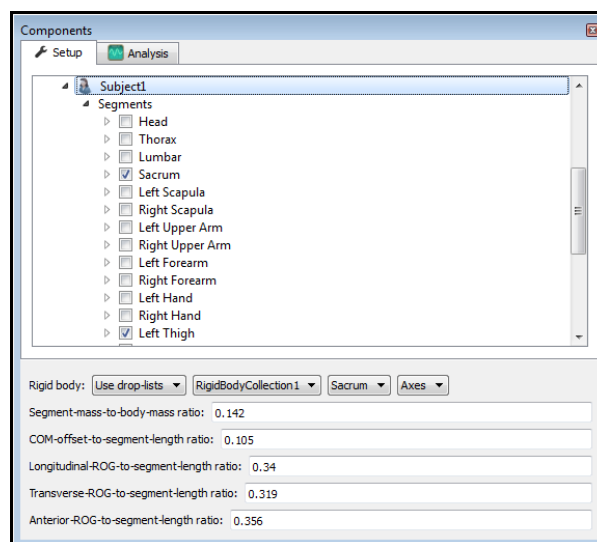 Components
Setup Analysis
Subject1
Segments
Head
Thorax
Lumbar
Sacrum
Left Scapula
Right Scapula
Left Upper Arm
Right Upper Arm
Left Forearm
Right Forearm
Left Hand
Right Hand
Left Thigh
Rigid body: Use drop-lists RigidBodyCollection1 Sacrum Axes
Segment-mass-to-body-mass ratio: 0.142
COM-offset-to-segment-length ratio: 0.105
Longitudinal-ROG-to-segment-length ratio: 0.34
Transverse-ROG-to-segment-length ratio: 0.319
Anterior-ROG-to-segment-length ratio: 0.356